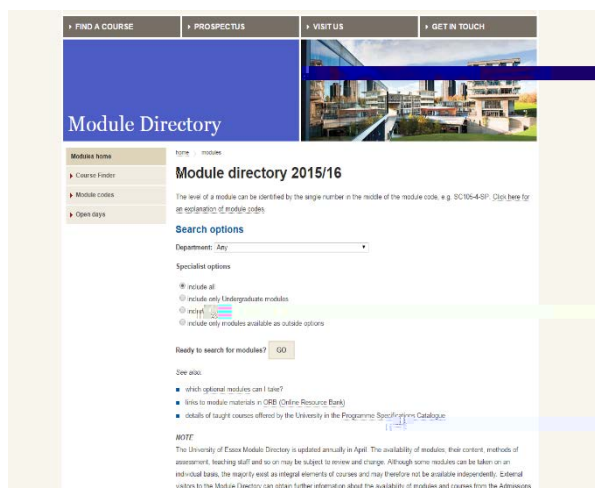 FIND A COURSE
PROSPECTUS
VISIT US
GET IN TOUCH
Module Directory
Modules home
Course Finder
Module codes
Open days
home modules
Module directory 2015/16
The level of a module can be identified by the single number in the middle of the module code, e.g. SC105-4-SP. Click here for
an explanation of module codes.
Search options
Department: Any
Specialist options
include all
include only Undergraduate modules
include only modules available as outside options
Ready to search for modules? GO
See also:
which optional modules can I take?
links to module materials in ORB (Online Resource Bank)
details of taught courses offered by the University in the Programme Specifications Catalogue
NOTE
The University of Essex Module Directory is updated annually in April. The availability of modules, their content, methods of
assessment, teaching staff and so on may be subject to review and change. Although some modules can be taken on an
individual basis, the majority exist as integral elements of courses and may therefore not be available independently. External
visitors to the Module Directory can obtain further information about the availability of modules and courses from the Admissions